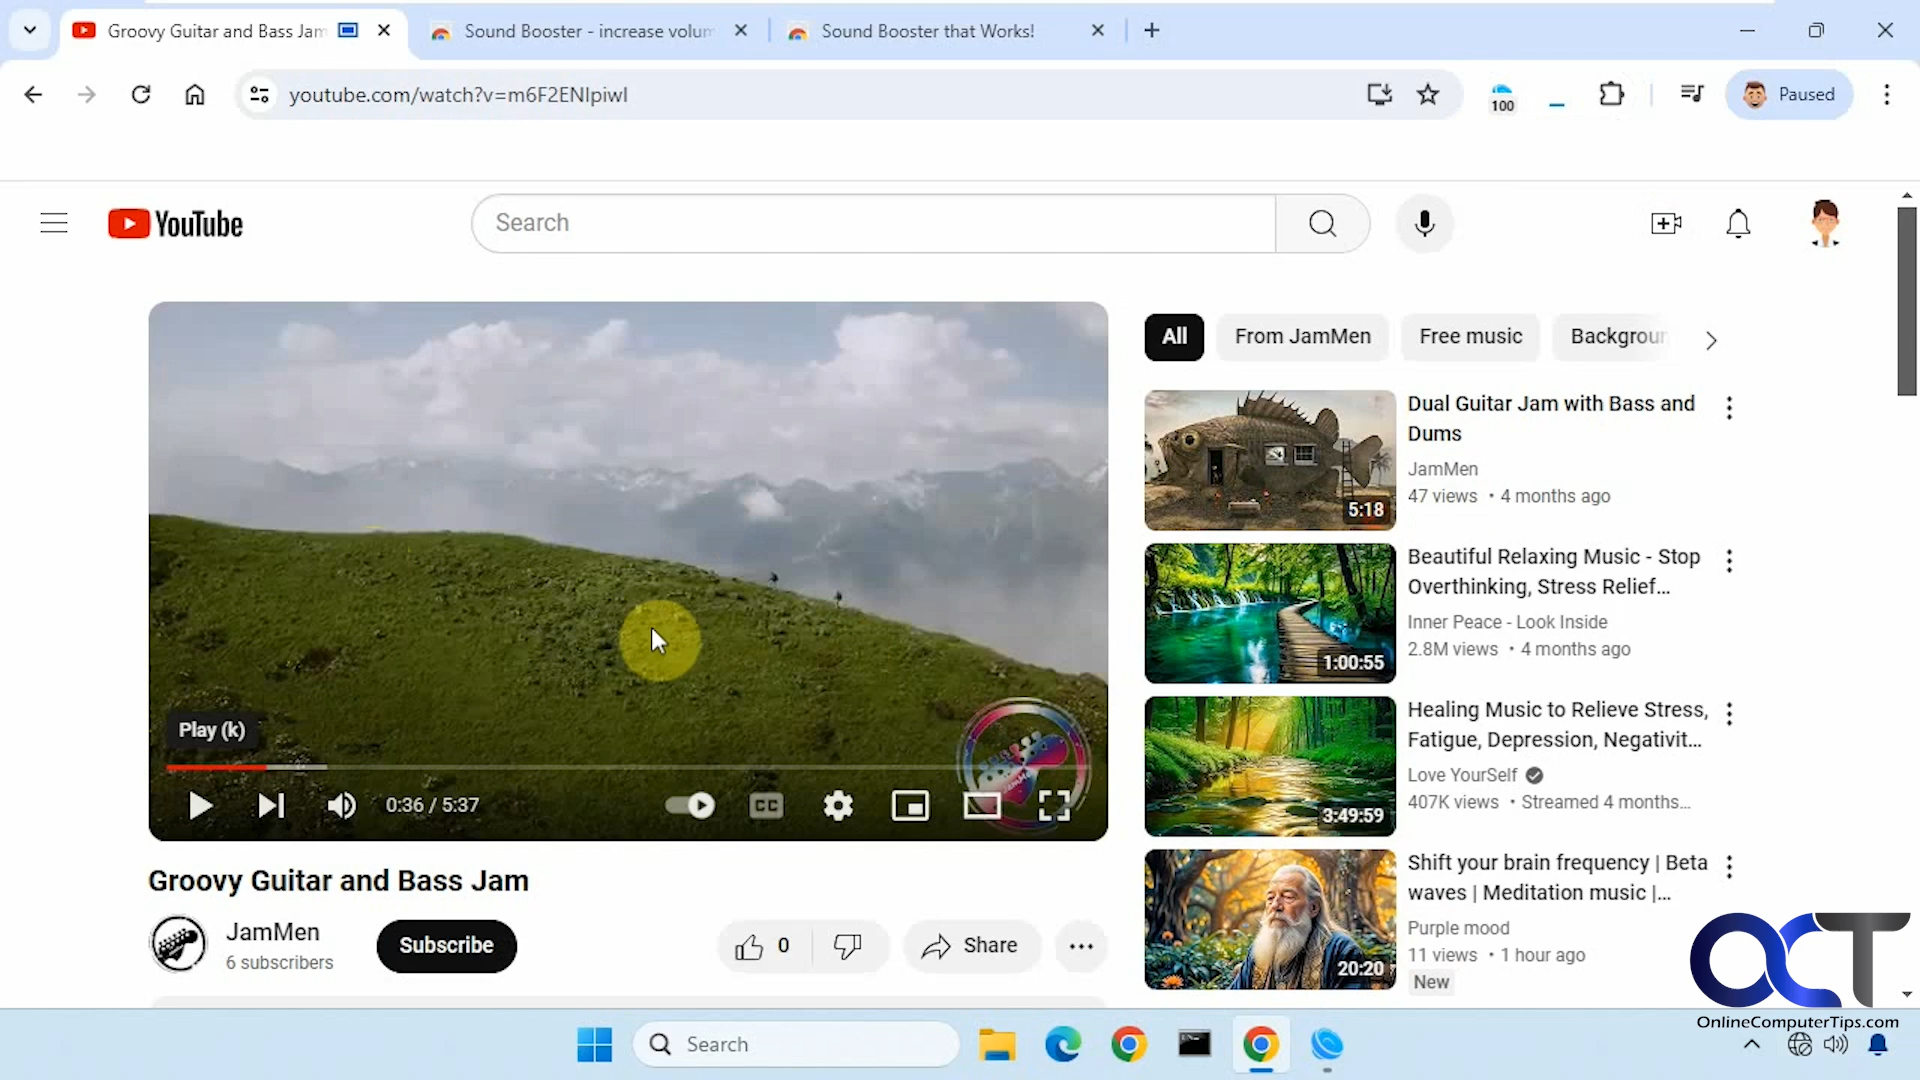 Groovy Guitar and Bass Jam
Sound Booster - increase volum
Sound Booster that Works!
youtube.com/watch?v=m6F2ENlpiwI
100
Paused
YouTube
Search
All
From JamMen
Free music
Backgroun
Dual Guitar Jam with Bass and
Dums
JamMen
47 views • 4 months ago
5:18
Beautiful Relaxing Music - Stop
Overthinking, Stress Relief...
Inner Peace - Look Inside
2.8M views • 4 months ago
1:00:55
Healing Music to Relieve Stress,
Fatigue, Depression, Negativit...
Love YourSelf
407K views • Streamed 4 months...
3:49:59
Shift your brain frequency | Beta
waves | Meditation music |...
Purple mood
11 views • 1 hour ago
New
20:20
Play (k)
0:36 / 5:37
CC
Groovy Guitar and Bass Jam
JamMen
6 subscribers
Subscribe
0
Share
OCT
OnlineComputerTips.com
Search